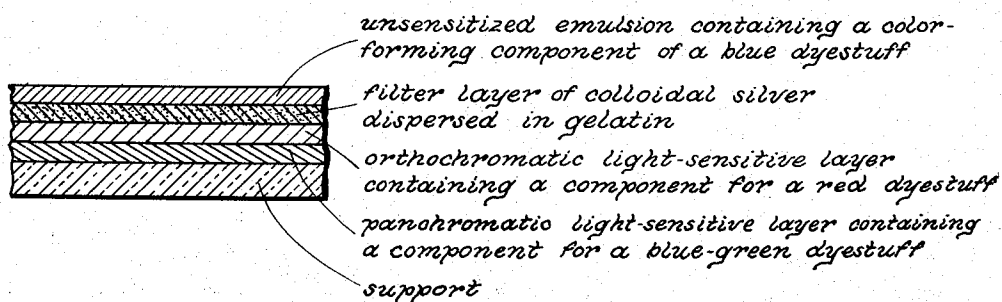 unsensitized emulsion containing a color-
forming component of a blue dyestuff
filter layer of colloidal silver
dispersed in gelatin
orthochromatic light-sensitive layer
containing a component for a red dyestuff
panchromatic light-sensitive layer containing
a component for a blue-green dyestuff
support